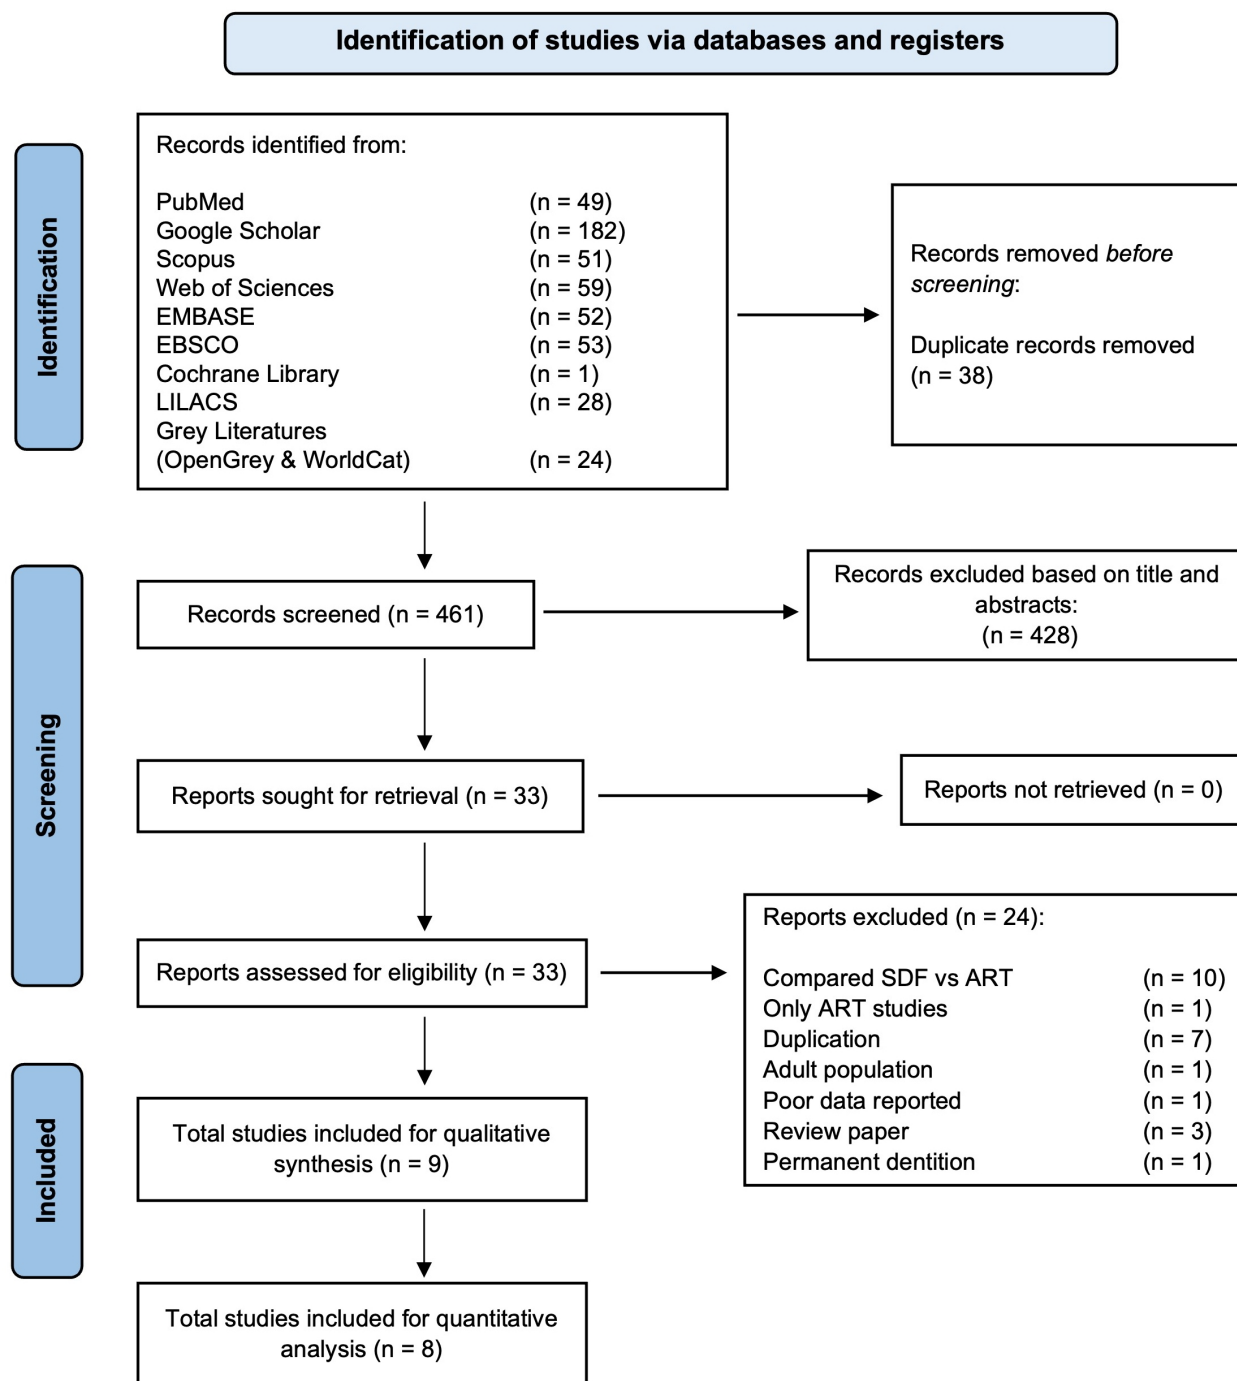 Identification of studies via databases and registers
Identification
Records identified from:
PubMed (n = 49)
Google Scholar (n = 182)
Scopus (n = 51)
Web of Sciences (n = 59)
EMBASE (n = 52)
EBSCO (n = 53)
Cochrane Library (n = 1)
LILACS (n = 28)
Grey Literatures
(OpenGrey & WorldCat) (n = 24)
Records removed before
screening:
Duplicate records removed
(n = 38)
Screening
Records screened (n = 461)
Records excluded based on title and
abstracts:
(n = 428)
Reports sought for retrieval (n = 33)
Reports not retrieved (n = 0)
Reports assessed for eligibility (n = 33)
Reports excluded (n = 24):
Compared SDF vs ART (n = 10)
Only ART studies (n = 1)
Duplication (n = 7)
Adult population (n = 1)
Poor data reported (n = 1)
Review paper (n = 3)
Permanent dentition (n = 1)
Included
Total studies included for qualitative
synthesis (n = 9)
Total studies included for quantitative
analysis (n = 8)